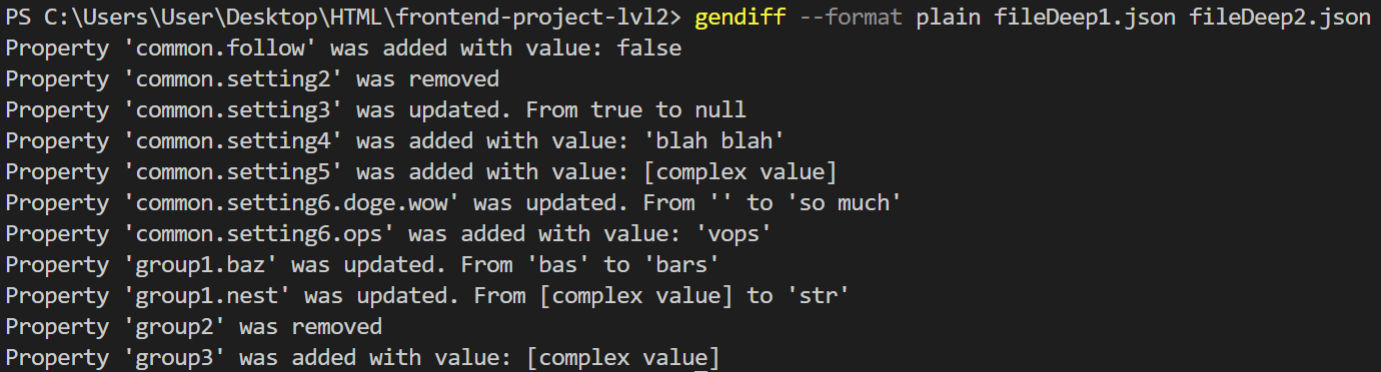 PS C:\Users\User\Desktop\HTML\frontend-project-lvl2> gendiff --format plain fileDeep1.json fileDeep2.json
Property 'common.follow' was added with value: false
Property 'common.setting2' was removed
Property 'common.setting3' was updated. From true to null
Property 'common.setting4' was added with value: 'blah blah'
Property 'common.setting5' was added with value: [complex value]
Property 'common.setting6.doge.wow' was updated. From '' to 'so much'
Property 'common.setting6.ops' was added with value: 'vops'
Property 'group1.baz' was updated. From 'bas' to 'bars'
Property 'group1.nest' was updated. From [complex value] to 'str'
Property 'group2' was removed
Property 'group3' was added with value: [complex value]